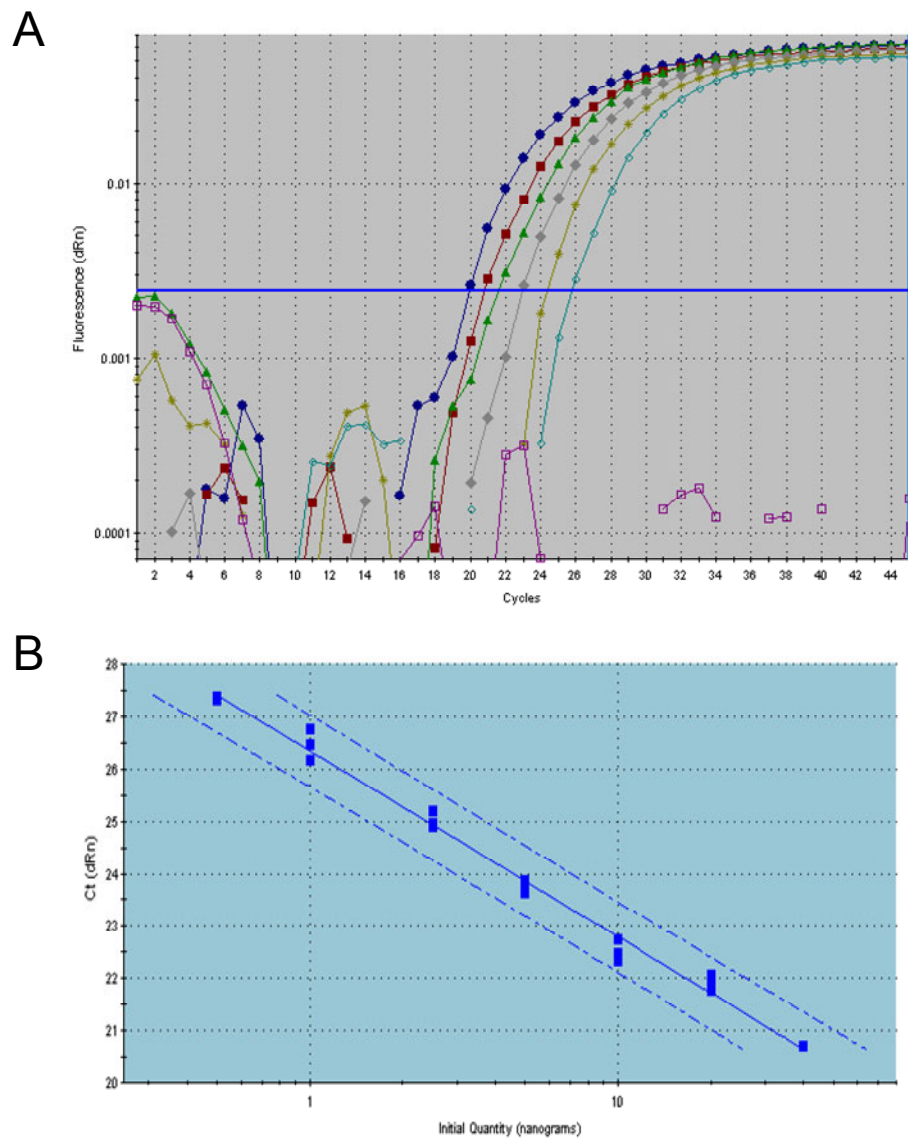 A
Fluorescence (dRn)
0.01
0.001
0.0001
2 4 6 8 10 12 14 16 18 20 22 24 26 28 30 32 34 36 38 40 42 44
Cycles
B
Ct (dRn)
28
27
26
25
24
23
22
21
20
1 10
Initial Quantity (nanograms)